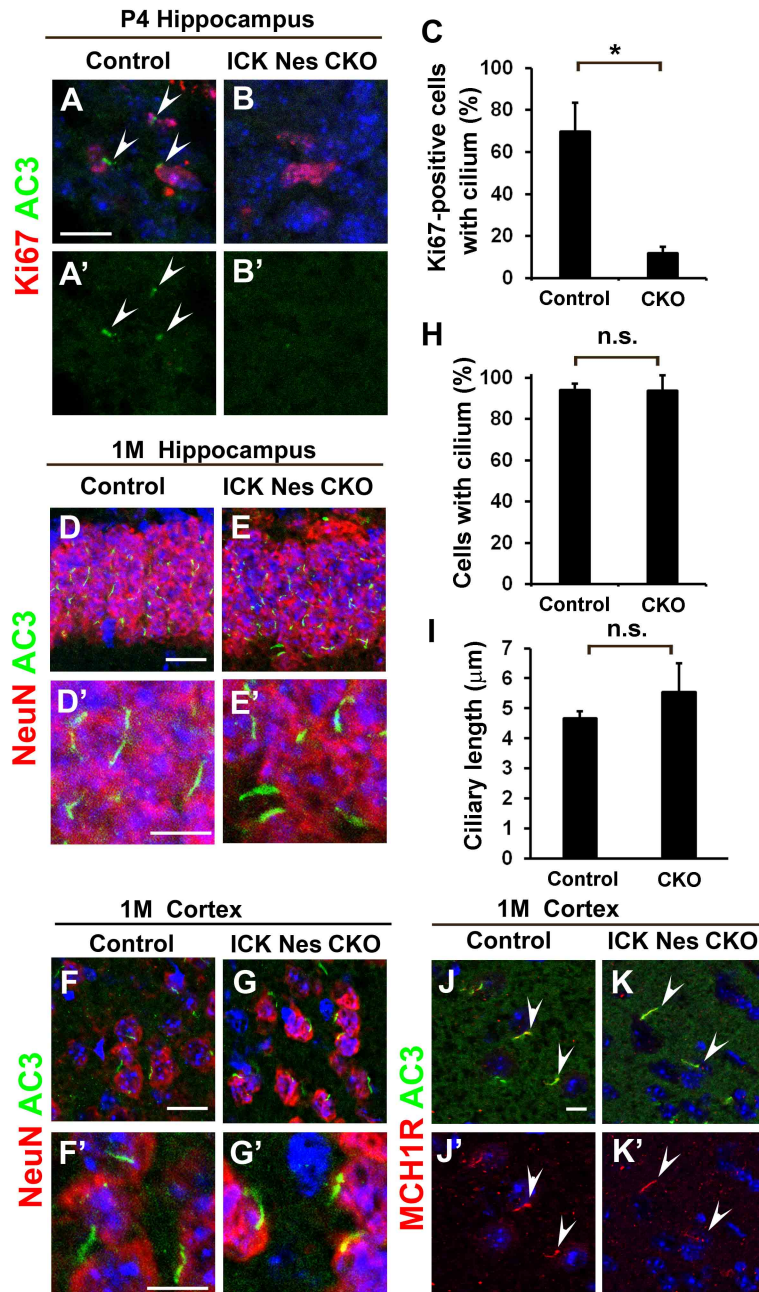 P4 Hippocampus
Control ICK Nes CKO
Ki67 AC3
A
B
A'
B'
C
Ki67-positive cells
with cilium (%)
100
80
60
40
20
0
*
Control CKO
H
n.s.
Cells with cilium (%)
100
80
60
40
20
0
Control CKO
1M Hippocampus
Control ICK Nes CKO
NeuN AC3
D
E
D'
E'
I
n.s.
Ciliary length (μm)
7
6
5
4
3
2
1
0
Control CKO
1M Cortex
Control ICK Nes CKO
NeuN AC3
F
G
F'
G'
1M Cortex
Control ICK Nes CKO
MCH1R AC3
J
K
J'
K'